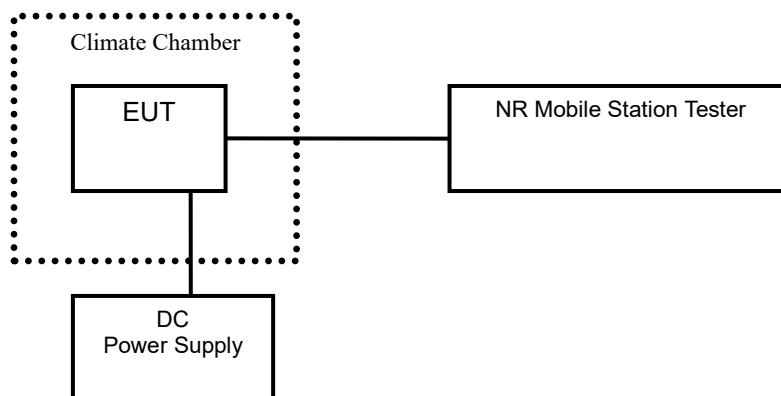 Climate Chamber
EUT
NR Mobile Station Tester
DC
Power Supply